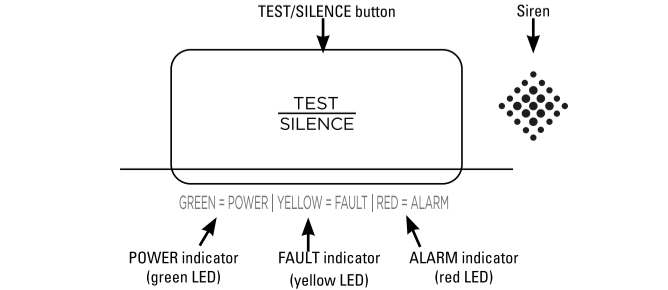 TEST/SILENCE button
Siren
TEST
SILENCE
GREEN = POWER | YELLOW = FAULT | RED = ALARM
POWER indicator
(green LED)
FAULT indicator
(yellow LED)
ALARM indicator
(red LED)